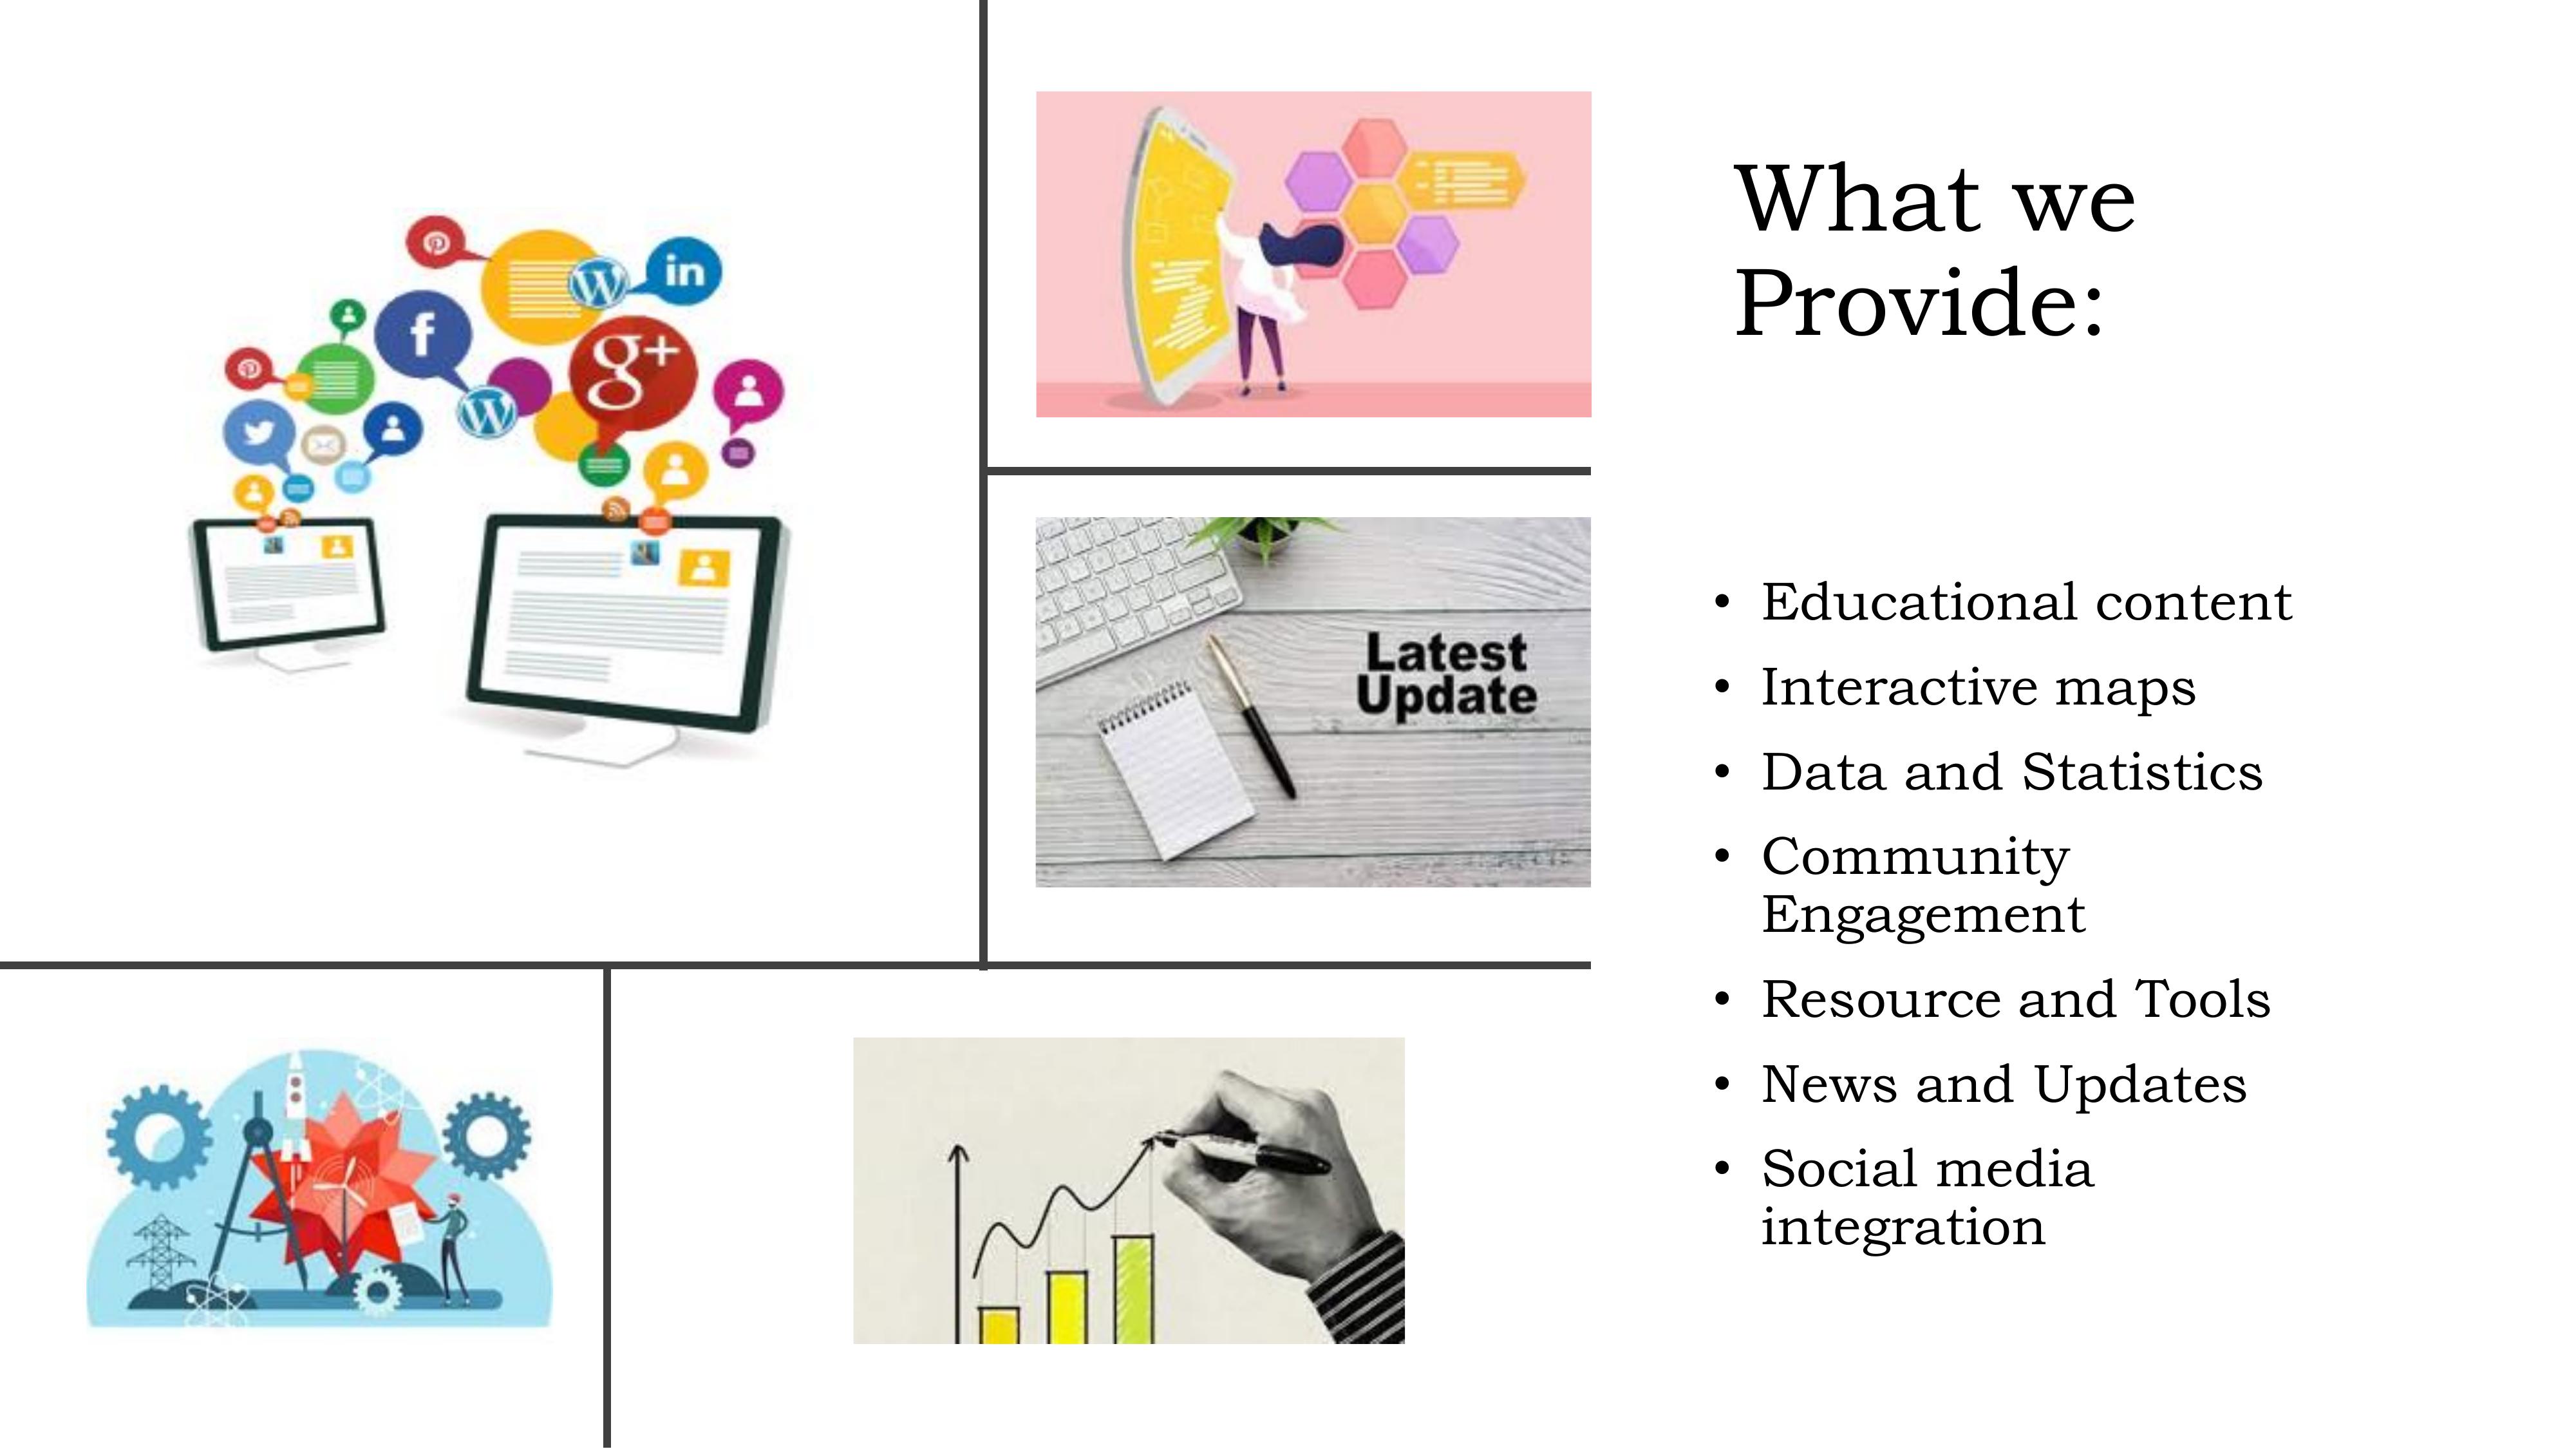 What we
Provide:
• Educational content
• Interactive maps
• Data and Statistics
• Community
Engagement
• Resource and Tools
• News and Updates
• Social media
integration
Latest
Update
in
W
f
g+
W